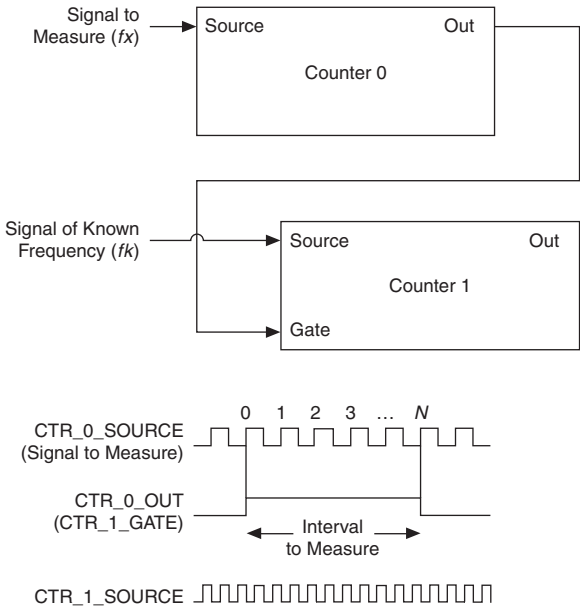 Signal to
Measure (fx)
Source
Out
Counter 0
Signal of Known
Frequency (fk)
Source
Out
Counter 1
Gate
0 1 2 3 … N
CTR_0_SOURCE
(Signal to Measure)
CTR_0_OUT
(CTR_1_GATE)
Interval
to Measure
CTR_1_SOURCE